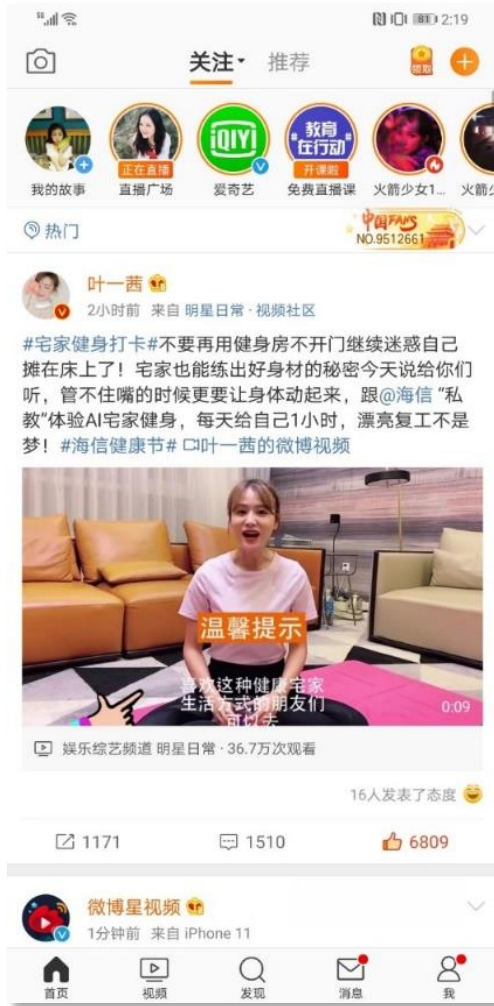 5G
81 2:19
关注 推荐
领取
iQIYI
教育
在行动
正在直播
开课啦
我的故事 直播广场 爱奇艺 免费直播课 火箭少女1... 火箭
热门
中国FANS
NO.9512661
叶一茜
2小时前 来自 明星日常·视频社区
#宅家健身打卡#不要再用健身房不开门继续迷惑自己
摊在床上了！宅家也能练出好身材的秘密今天说给你们
听，管不住嘴的时候更要让身体动起来，跟@海信 “私
教”体验AI宅家健身，每天给自己1小时，漂亮复工不是
梦！#海信健康节# 叶一茜的微博视频
温馨提示
喜欢这种健康宅家
生活方式的朋友们
可以去
0:09
娱乐综艺频道 明星日常 · 36.7万次观看
16人发表了态度
1171 1510 6809
微博星视频
1分钟前 来自 iPhone 11
首页 视频 发现 消息 我